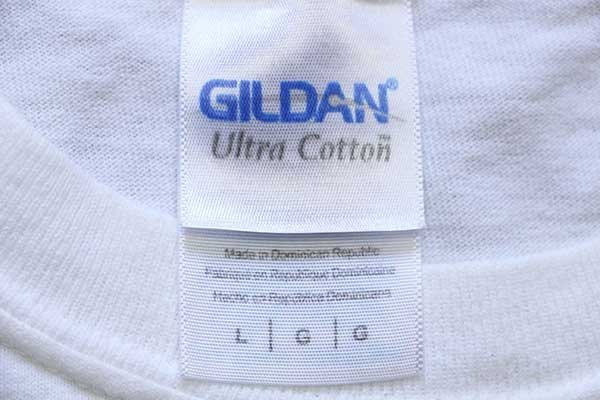 GILDAN®
Ultra Cotton™
Made in Dominican Republic
Fabriqué en République Dominicaine
Hecho en República Dominicana
L | G | G